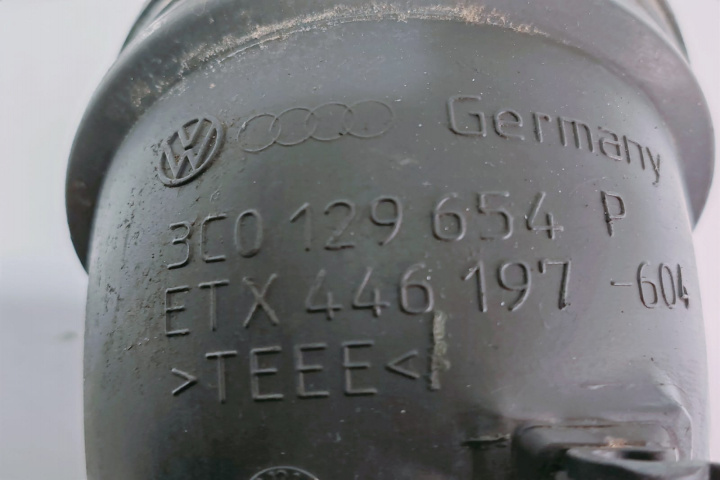 Germany
3C0 129 654 P
ETX 446 197 -604
>TEEE<